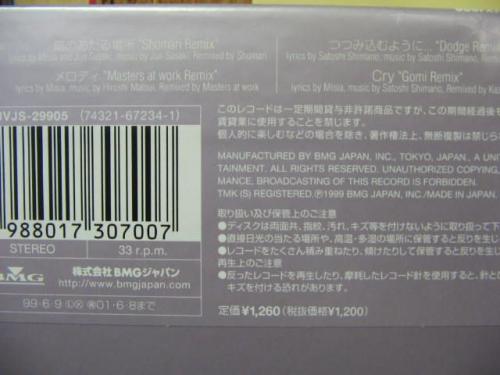 陽のあたる場所 "Shoman Remix"
lyrics by Misia and Jun Sasaki, music by Jun Sasaki, Remixed by Shoman
メロディ "Masters at work Remix"
lyrics by Misia, music by Hiroshi Matsui, Remixed by Masters at work
つつみ込むように... "Dodge Remix
lyrics by Satoshi Shimano, music by Satoshi Shimano, Remixed
Cry "Gomi Remix"
lyrics by Misia, music by Satoshi Shimano, Remixed by Kei
VJS-29905 (74321-67234-1)
988017 307007
STEREO 33 r.p.m.
BMG 株式会社BMGジャパン
http://www.bmgjapan.com
99·6·9 Ⓛ Ⓧ 01·6·8まで
このレコードは一定期間貸与非許諾商品ですが、この期間経過後
賃貸業に使用することを禁じます。
個人的に楽しむなどの場合を除き、著作権法上、無断複製は禁じら
MANUFACTURED BY BMG JAPAN, INC., TOKYO, JAPAN., A UN
TAINMENT. ALL RIGHTS RESERVED. UNAUTHORIZED COPYING,
MANCE, BROADCASTING OF THIS RECORD IS FORBIDDEN.
TMK (S) REGISTERED. Ⓟ1999 BMG JAPAN, INC./MADE IN JAPAN.
取り扱い及び保管上のご注意
●ディスクは両面共、指紋、汚れ、キズ等を付けないように取り扱って下
●直接日光の当たる場所や、高温・多湿の場所に保管すると反りを生じ
●レコードをたくさん積み重ねたり、傾けたりして保管すると反りを生じ
再生上のご注意
●反ったレコードを再生したり、摩耗したレコード針を使用すると、針と
キズを付ける恐れがあります。
定価¥1,260(税抜価格¥1,200)